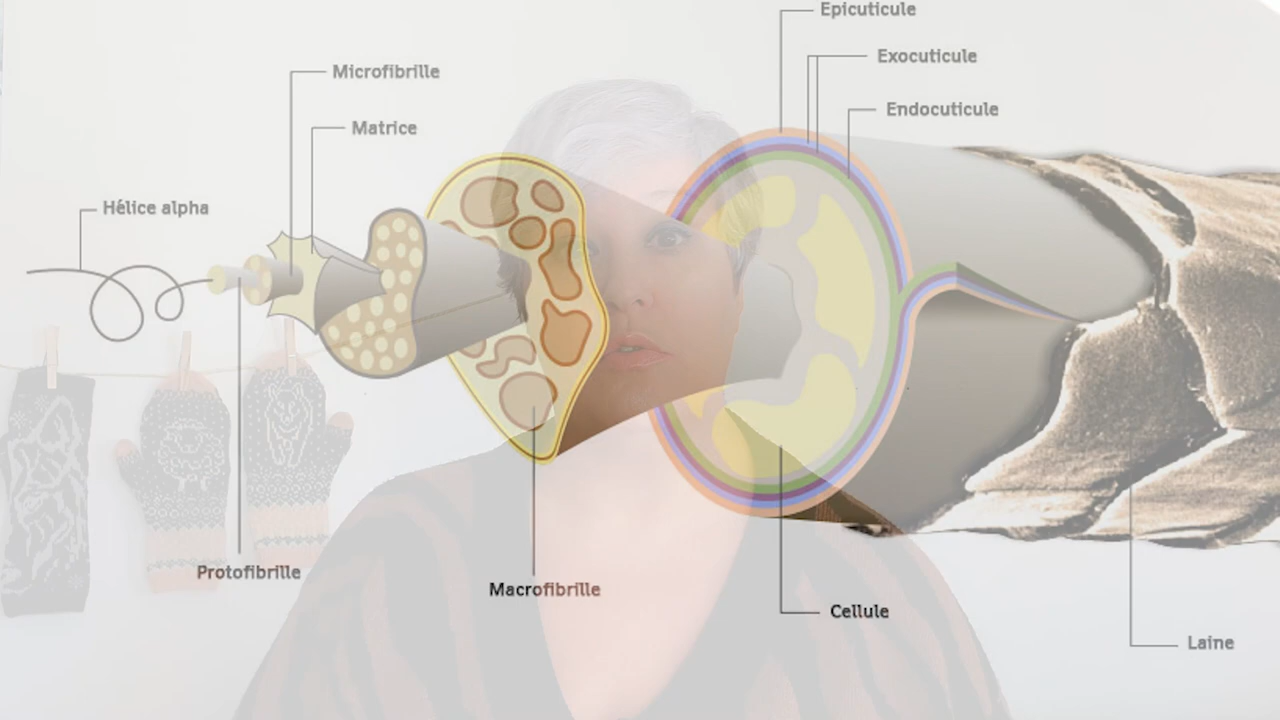 Epicuticule
Exocuticule
Microfibrille
Endocuticule
Matrice
Hélice alpha
Protofibrille
Macrofibrille
Cellule
Laine